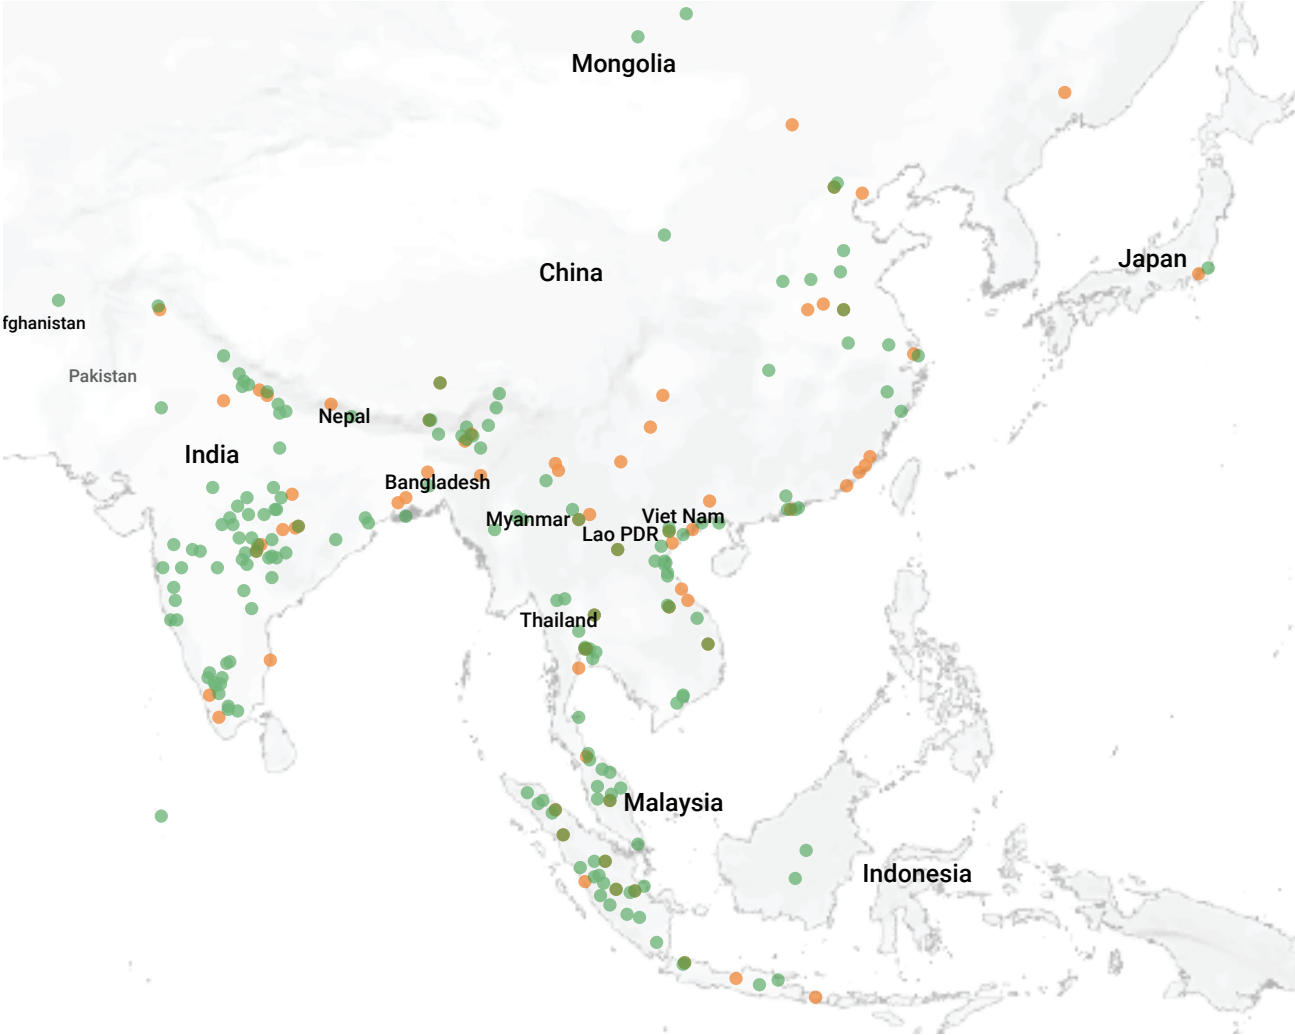 Mongolia
China
Japan
fghanistan
Pakistan
Nepal
India
Bangladesh
Myanmar
Viet Nam
Lao PDR
Thailand
Malaysia
Indonesia